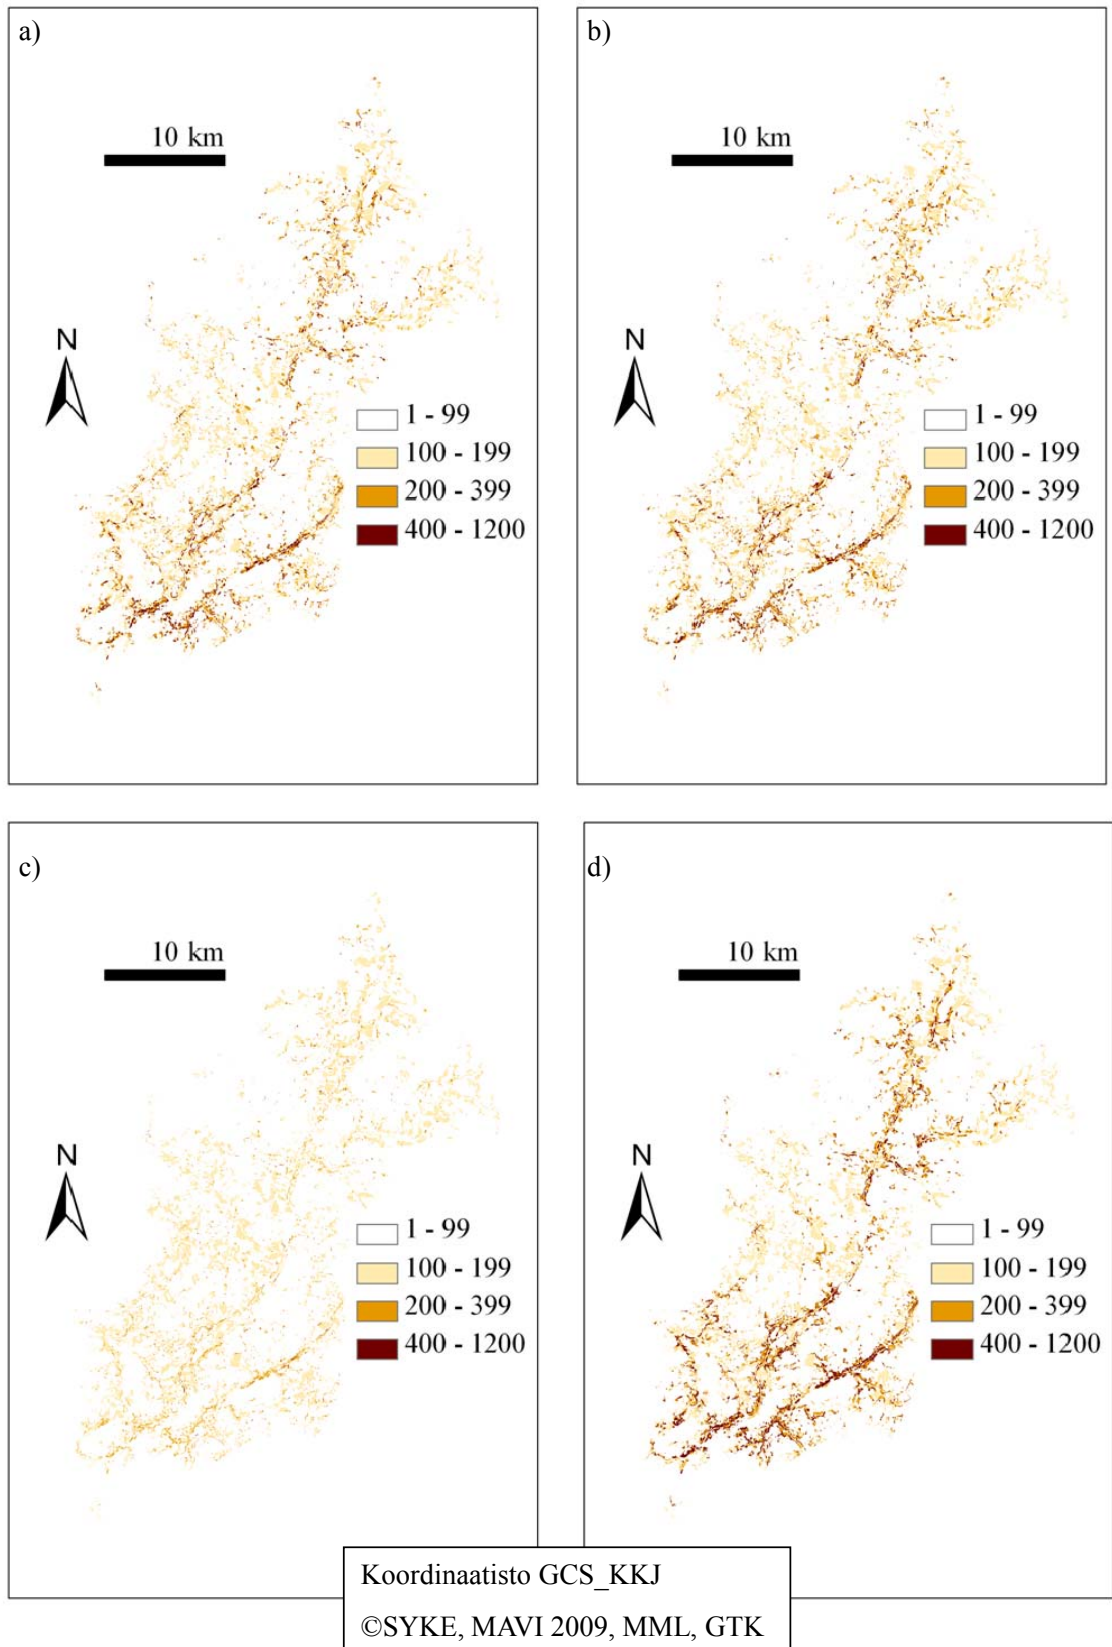 a)
10 km
N
1 - 99
100 - 199
200 - 399
400 - 1200
b)
10 km
N
1 - 99
100 - 199
200 - 399
400 - 1200
c)
10 km
N
1 - 99
100 - 199
200 - 399
400 - 1200
d)
10 km
N
1 - 99
100 - 199
200 - 399
400 - 1200
Koordinaatisto GCS_KKJ
©SYKE, MAVI 2009, MML, GTK